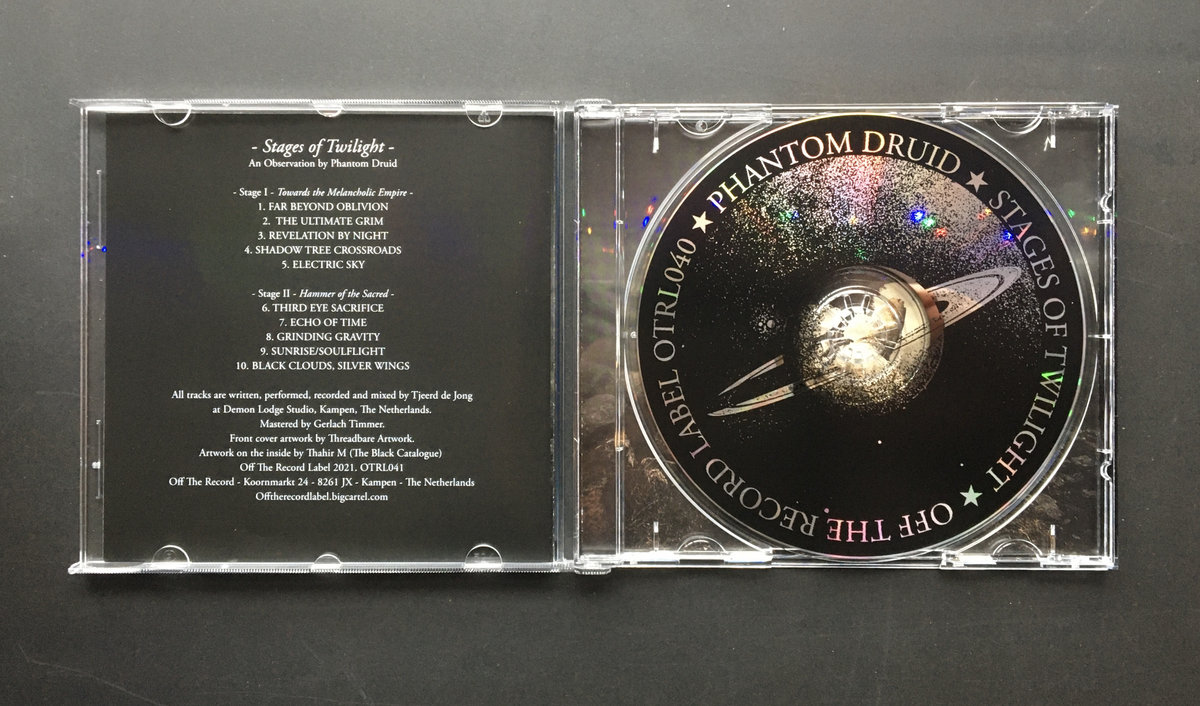 - Stages of Twilight -
An Observation by Phantom Druid
- Stage I - Towards the Melancholic Empire -
1. FAR BEYOND OBLIVION
2. THE ULTIMATE GRIM
3. REVELATION BY NIGHT
4. SHADOW TREE CROSSROADS
5. ELECTRIC SKY
- Stage II - Hammer of the Sacred -
6. THIRD EYE SACRIFICE
7. ECHO OF TIME
8. GRINDING GRAVITY
9. SUNRISE/SOULFLIGHT
10. BLACK CLOUDS, SILVER WINGS
All tracks are written, performed, recorded and mixed by Tjeerd de Jong
at Demon Lodge Studio, Kampen, The Netherlands.
Mastered by Gerlach Timmer.
Front cover artwork by Threadbare Artwork.
Artwork on the inside by Thahir M (The Black Catalogue)
Off The Record Label 2021. OTRL041
Off The Record - Koornmarkt 24 - 8261 JX - Kampen - The Netherlands
Offtherecordlabel.bigcartel.com
★ PHANTOM DRUID ★ STAGES OF TWILIGHT ★ OFF THE RECORD LABEL OTRL040